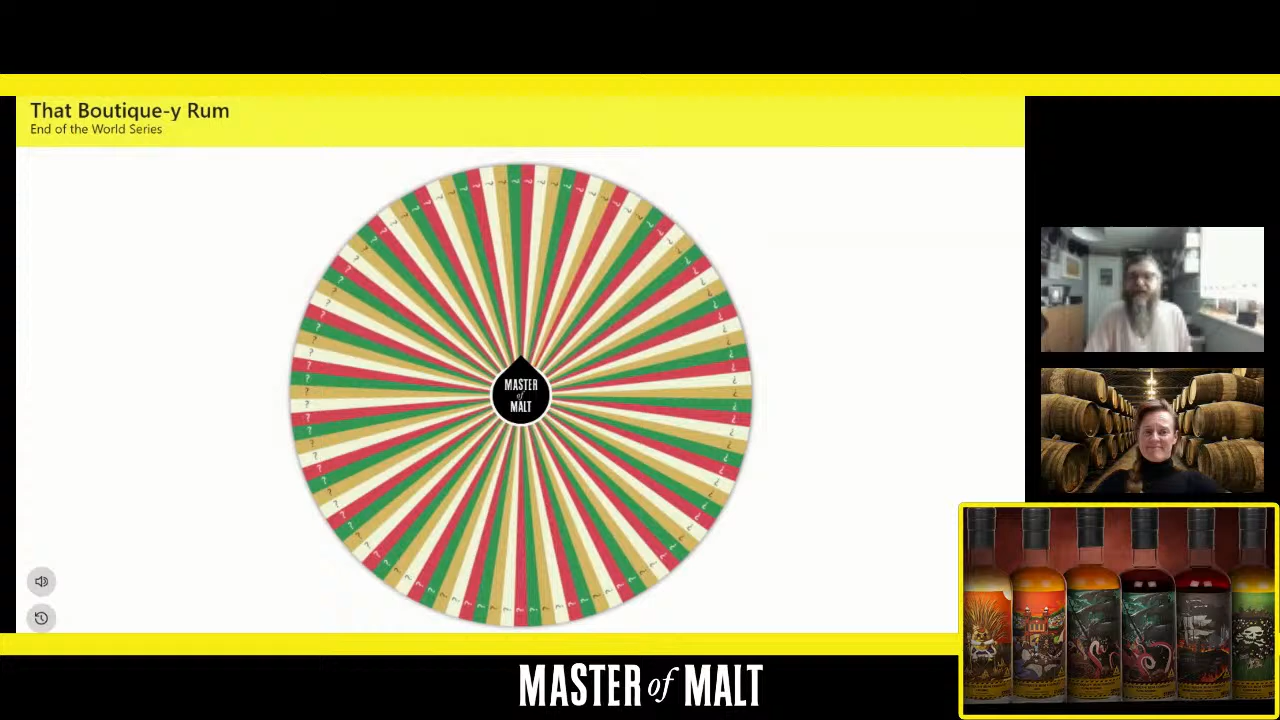 That Boutique-y Rum
End of the World Series
MASTER
of
MALT
MASTER of MALT